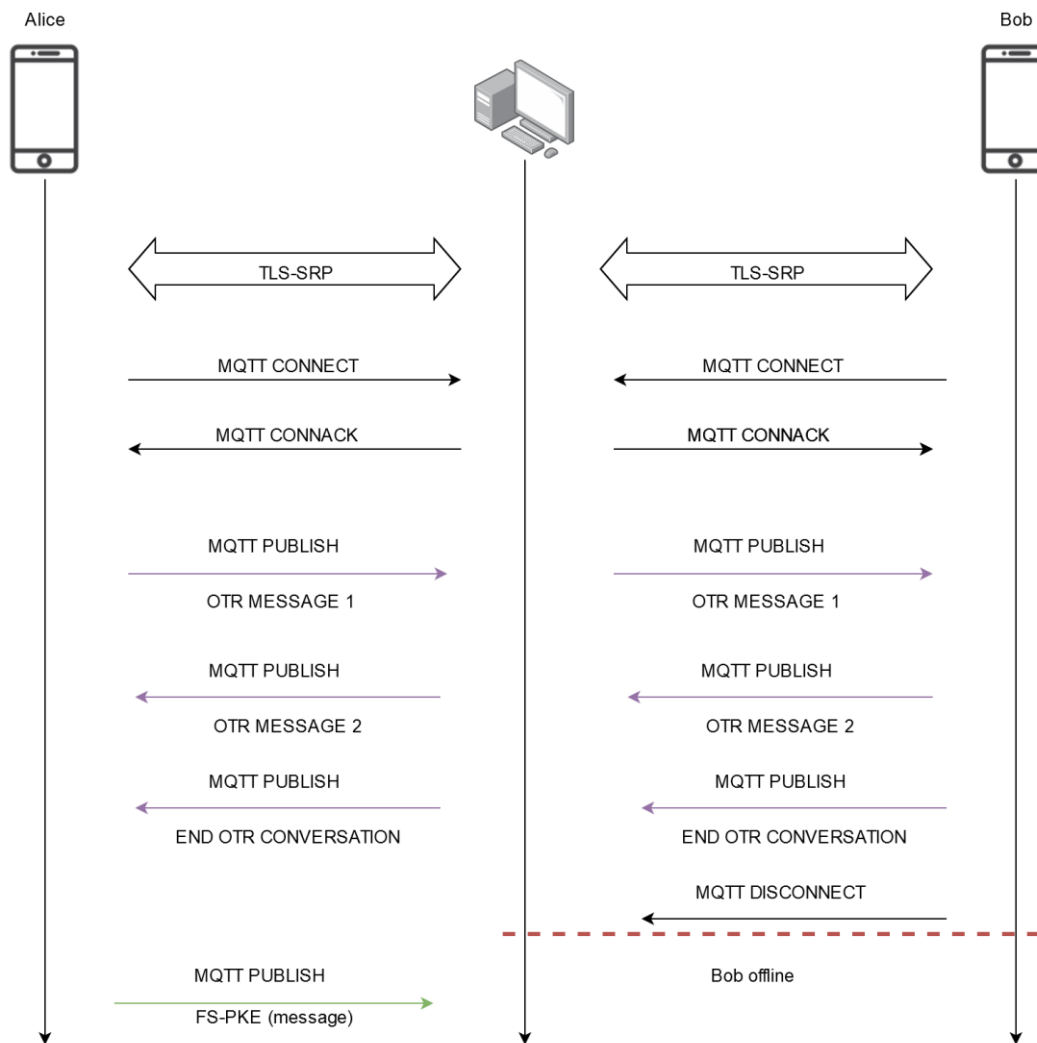 Alice
Bob
TLS-SRP
TLS-SRP
MQTT CONNECT
MQTT CONNECT
MQTT CONNACK
MQTT CONNACK
MQTT PUBLISH
MQTT PUBLISH
OTR MESSAGE 1
OTR MESSAGE 1
MQTT PUBLISH
MQTT PUBLISH
OTR MESSAGE 2
OTR MESSAGE 2
MQTT PUBLISH
MQTT PUBLISH
END OTR CONVERSATION
END OTR CONVERSATION
MQTT DISCONNECT
MQTT PUBLISH
Bob offline
FS-PKE (message)